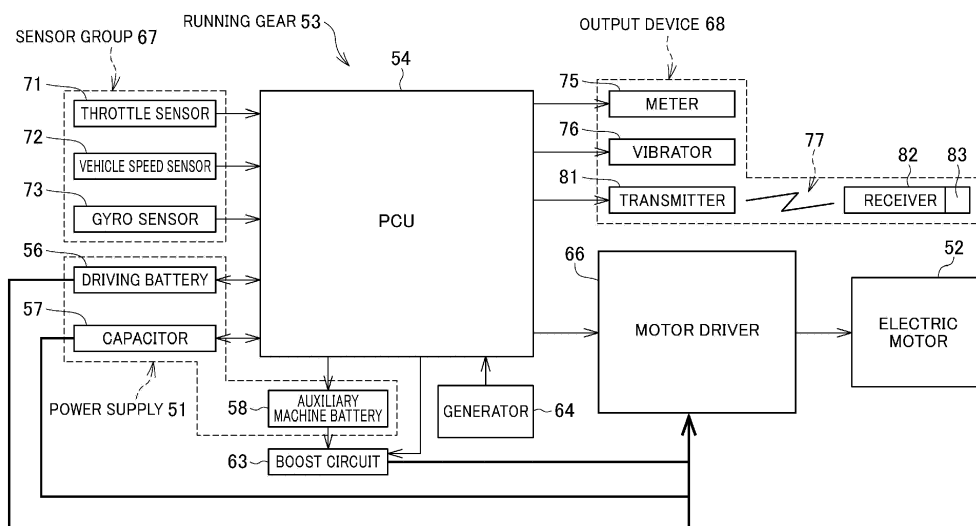 RUNNING GEAR 53
SENSOR GROUP 67
OUTPUT DEVICE 68
54
71
THROTTLE SENSOR
72
VEHICLE SPEED SENSOR
73
GYRO SENSOR
56
DRIVING BATTERY
57
CAPACITOR
POWER SUPPLY 51
PCU
75
METER
76
VIBRATOR
77
81
TRANSMITTER
82
83
RECEIVER
66
MOTOR DRIVER
52
ELECTRIC
MOTOR
58
AUXILIARY
MACHINE BATTERY
GENERATOR
64
63
BOOST CIRCUIT